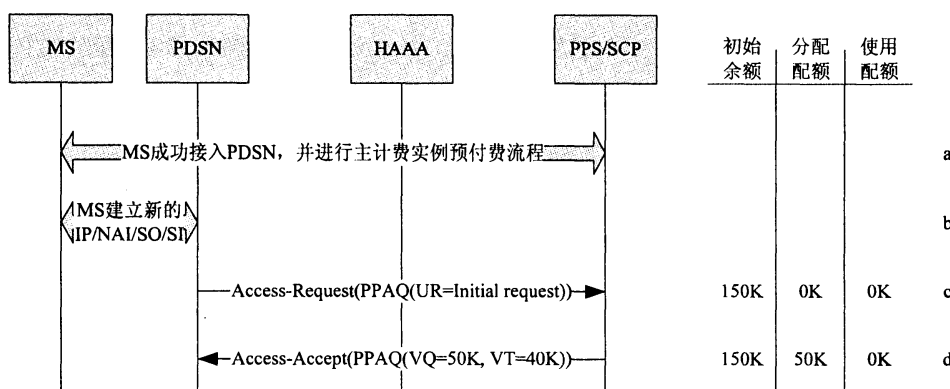 MS
PDSN
HAAA
PPS/SCP
初始
余额
分配
配额
使用
配额
MS成功接入PDSN，并进行主计费实例预付费流程
a
MS建立新的
IP/NAI/SO/SI
b
Access-Request(PPAQ(UR=Initial request))
150K 0K 0K
c
Access-Accept(PPAQ(VQ=50K, VT=40K))
150K 50K 0K
d